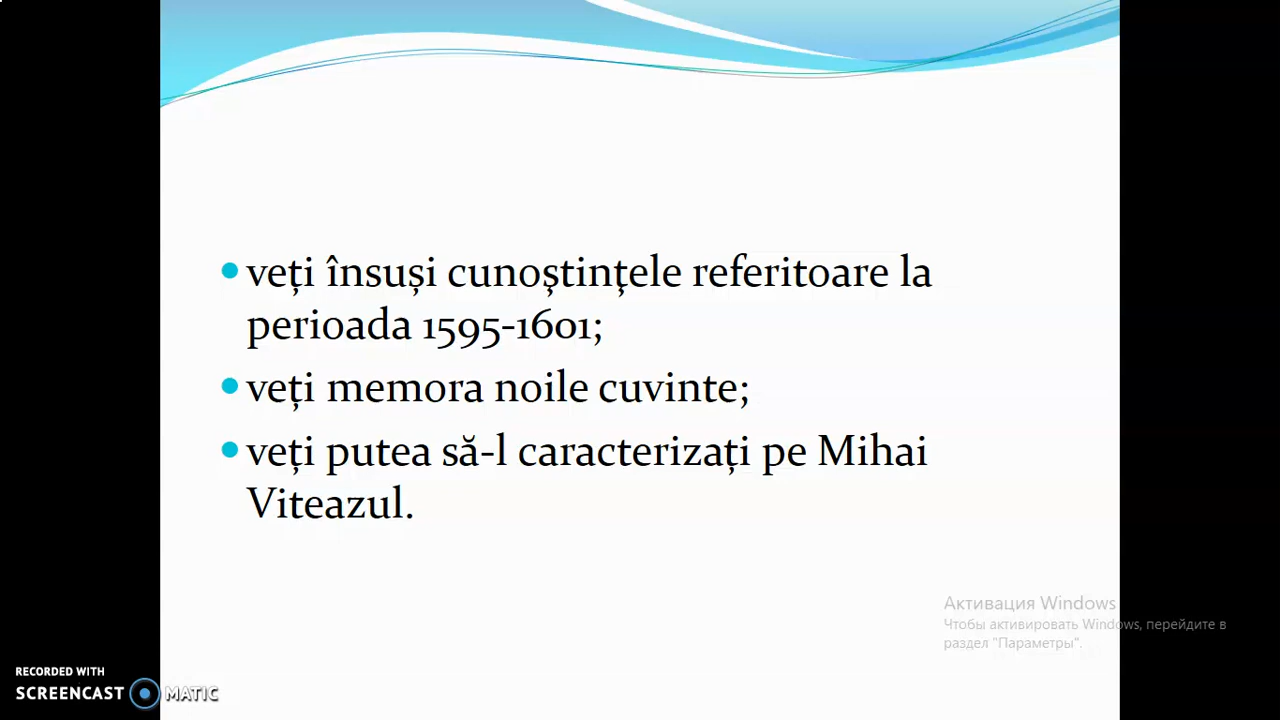 veți însuși cunoştinţele referitoare la
perioada 1595-1601;
veți memora noile cuvinte;
veți putea să-l caracterizați pe Mihai
Viteazul.
Активация Windows
Чтобы активировать Windows, перейдите в
раздел "Параметры".
RECORDED WITH
SCREENCAST MATIC